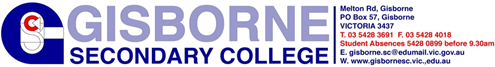 GISBORNE
SECONDARY COLLEGE
Melton Rd, Gisborne
PO Box 57, Gisborne
VICTORIA 3437
T. 03 5428 3691 F. 03 5428 4018
Student Absences 5428 0899 before 9.30am
E. gisborne.sc@edumail.vic.gov.au
W. www.gisbornesc.vic.,edu.au